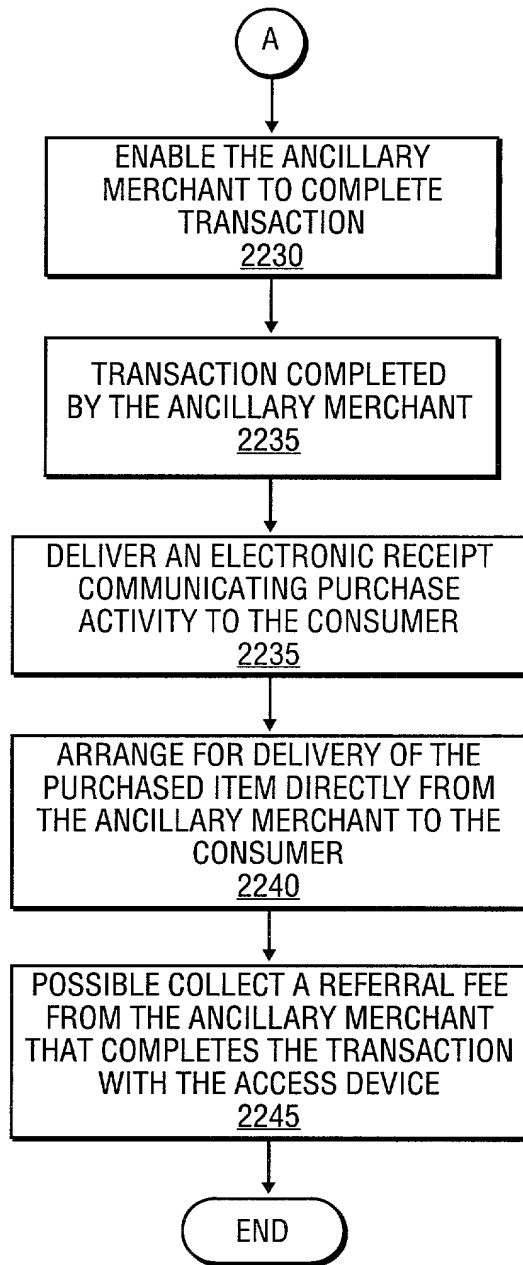 A
ENABLE THE ANCILLARY
MERCHANT TO COMPLETE
TRANSACTION
2230
TRANSACTION COMPLETED
BY THE ANCILLARY MERCHANT
2235
DELIVER AN ELECTRONIC RECEIPT
COMMUNICATING PURCHASE
ACTIVITY TO THE CONSUMER
2235
ARRANGE FOR DELIVERY OF THE
PURCHASED ITEM DIRECTLY FROM
THE ANCILLARY MERCHANT TO THE
CONSUMER
2240
POSSIBLE COLLECT A REFERRAL FEE
FROM THE ANCILLARY MERCHANT
THAT COMPLETES THE TRANSACTION
WITH THE ACCESS DEVICE
2245
END